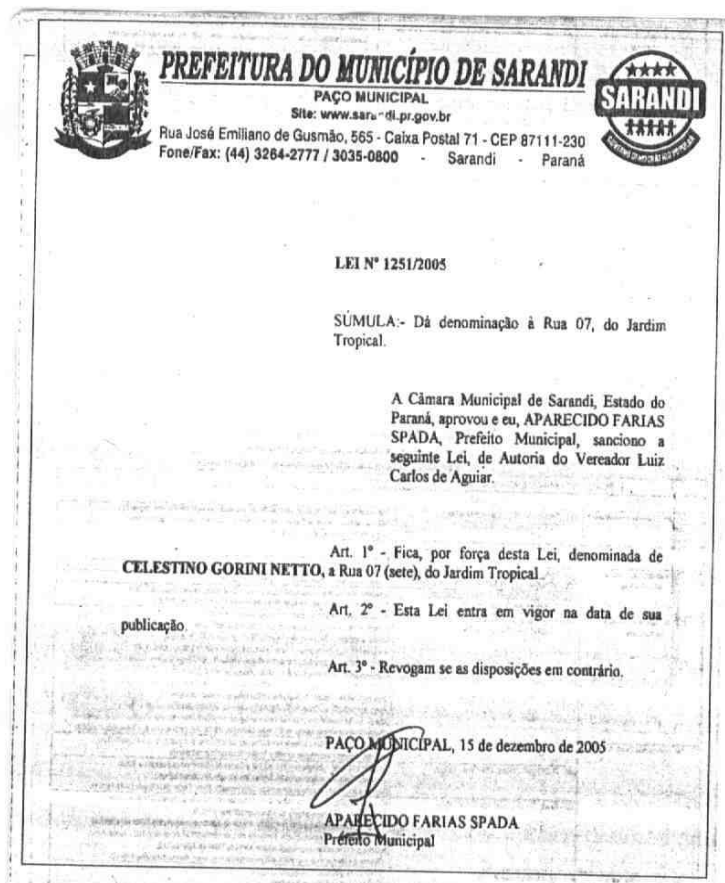 PREFEITURA DO MUNICÍPIO DE SARANDI
PAÇO MUNICIPAL
Site: www.sarandi.pr.gov.br
Rua José Emiliano de Gusmão, 565 - Caixa Postal 71 - CEP 87111-230
Fone/Fax: (44) 3264-2777 / 3035-0800 - Sarandi - Paraná
SARANDI
LEI Nº 1251/2005
SÚMULA:- Dá denominação à Rua 07, do Jardim
Tropical.
A Câmara Municipal de Sarandi, Estado do
Paraná, aprovou e eu, APARECIDO FARIAS
SPADA, Prefeito Municipal, sanciono a
seguinte Lei, de Autoria do Vereador Luiz
Carlos de Aguiar.
Art. 1º - Fica, por força desta Lei, denominada de
CELESTINO GORINI NETTO, a Rua 07 (sete), do Jardim Tropical.
Art. 2º - Esta Lei entra em vigor na data de sua
publicação.
Art. 3º - Revogam se as disposições em contrário.
PAÇO MUNICIPAL, 15 de dezembro de 2005
APARECIDO FARIAS SPADA
Prefeito Municipal